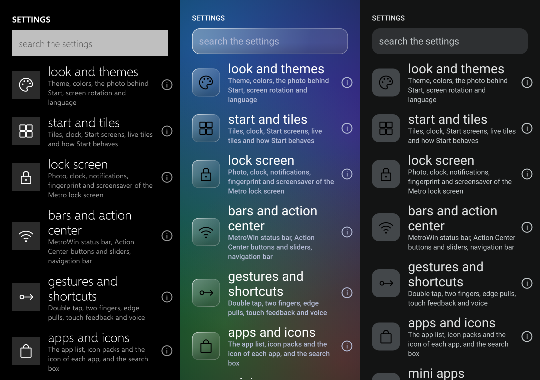 SETTINGS
search the settings
look and themes
Theme, colors, the photo behind
Start, screen rotation and
language
start and tiles
Tiles, clock, Start screens, live tiles
and how Start behaves
lock screen
Photo, clock, notifications,
fingerprint and screensaver of the
Metro lock screen
bars and action
center
MetroWin status bar, Action
Center buttons and sliders,
navigation bar
gestures and
shortcuts
Double tap, two fingers, edge
pulls, touch feedback and voice
apps and icons
The app list, icon packs and the
icon of each app, and the search
box
SETTINGS
search the settings
look and themes
Theme, colors, the photo behind
Start, screen rotation and
language
start and tiles
Tiles, clock, Start screens, live
tiles and how Start behaves
lock screen
Photo, clock, notifications,
fingerprint and screensaver of the
Metro lock screen
bars and action
center
MetroWin status bar, Action
Center buttons and sliders,
navigation bar
gestures and
shortcuts
Double tap, two fingers, edge
pulls, touch feedback and voice
apps and icons
The app list, icon packs and the
icon of each app, and the search
box
SETTINGS
search the settings
look and themes
Theme, colors, the photo behind
Start, screen rotation and
language
start and tiles
Tiles, clock, Start screens, live tiles
and how Start behaves
lock screen
Photo, clock, notifications,
fingerprint and screensaver of the
Metro lock screen
bars and action
center
MetroWin status bar, Action Center
buttons and sliders, navigation bar
gestures and
shortcuts
Double tap, two fingers, edge pulls,
touch feedback and voice
apps and icons
The app list, icon packs and the
icon of each app, and the search
box
mini apps